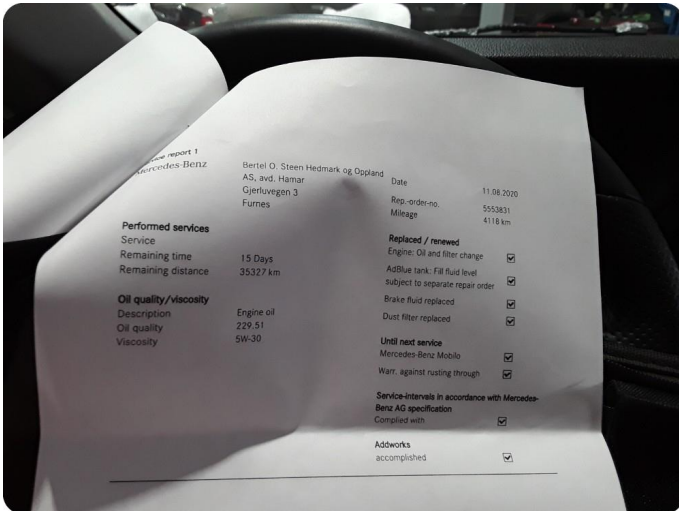 report 1
Mercedes-Benz
Bertel O. Steen Hedmark og Oppland
AS, avd. Hamar
Gjerluvegen 3
Furnes
Date 11.08.2020
Rep.-order-no. 5553831
Mileage 4118 km
Performed services
Service
Remaining time 15 Days
Remaining distance 35327 km
Oil quality/viscosity
Description Engine oil
Oil quality 229.51
Viscosity 5W-30
Replaced / renewed
Engine: Oil and filter change
AdBlue tank: Fill fluid level
subject to separate repair order
Brake fluid replaced
Dust filter replaced
Until next service
Mercedes-Benz Mobilo
Warr. against rusting through
Service-intervals in accordance with Mercedes-
Benz AG specification
Complied with
Addworks
accomplished